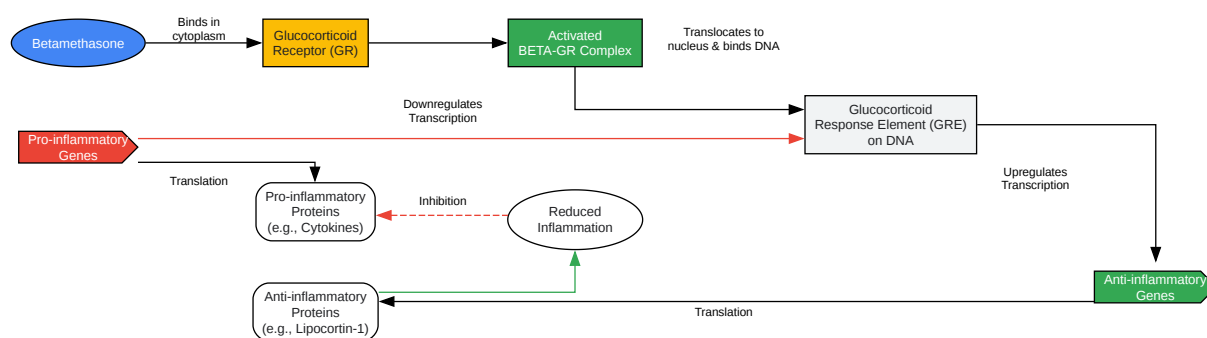 Betamethasone
Binds in
cytoplasm
Glucocorticoid
Receptor (GR)
Activated
BETA-GR Complex
Translocates to
nucleus & binds DNA
Downregulates
Transcription
Glucocorticoid
Response Element (GRE)
on DNA
Pro-inflammatory
Genes
Translation
Pro-inflammatory
Proteins
(e.g., Cytokines)
Inhibition
Reduced
Inflammation
Upregulates
Transcription
Anti-inflammatory
Proteins
(e.g., Lipocortin-1)
Translation
Anti-inflammatory
Genes